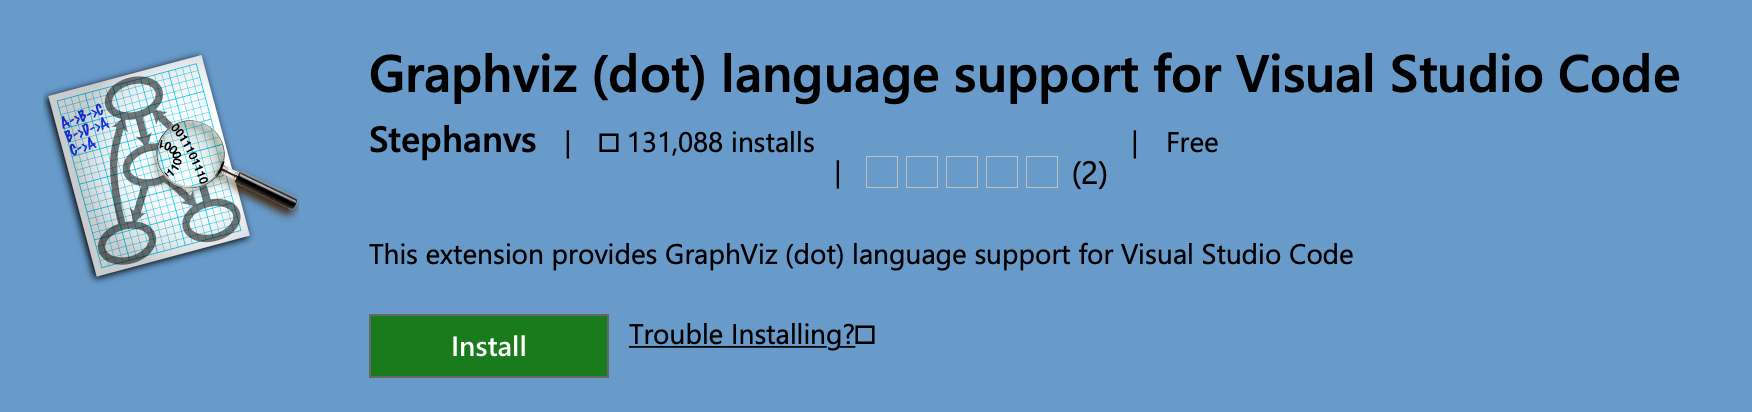 Graphviz (dot) language support for Visual Studio Code
Stephanvs | 131,088 installs | (2) | Free
This extension provides GraphViz (dot) language support for Visual Studio Code
Install Trouble Installing?
A->B->C
B->D->A
C->A
001110110
110